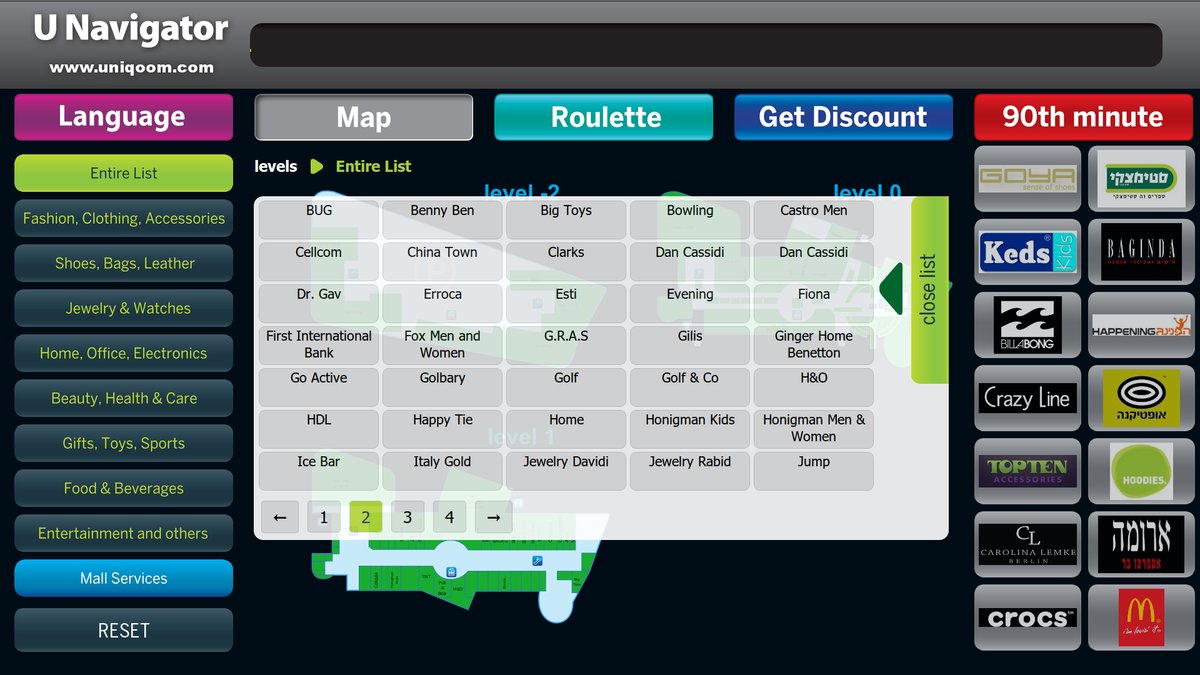 U Navigator
www.uniqoom.com
Language
Map
Roulette
Get Discount
90th minute
Entire List
Fashion, Clothing, Accessories
Shoes, Bags, Leather
Jewelry & Watches
Home, Office, Electronics
Beauty, Health & Care
Gifts, Toys, Sports
Food & Beverages
Entertainment and others
Mall Services
RESET
levels
Entire List
level -2
level 0
BUG
Benny Ben
Big Toys
Bowling
Castro Men
Cellcom
China Town
Clarks
Dan Cassidi
Dan Cassidi
Dr. Gav
Erroca
Esti
Evening
Fiona
First International
Bank
Fox Men and
Women
G.R.A.S
Gilis
Ginger Home
Benetton
Go Active
Golbary
Golf
Golf & Co
H&O
HDL
Happy Tie
Home
Honigman Kids
Honigman Men &
Women
level 1
Ice Bar
Italy Gold
Jewelry Davidi
Jewelry Rabid
Jump
←
1
2
3
4
→
close list
GOYA
sense of shoes
סטימצקי
ספרים זה סטימצקי
Keds®
Kids
BAGINDA
BILLABONG
HAPPENING הפנינג
Crazy Line
אופטיקנה
TOPTEN
ACCESSORIES
HOODIES.
CL
CAROLINA LEMKE
BERLIN
ארומה
אספרסו בר
crocs™
M